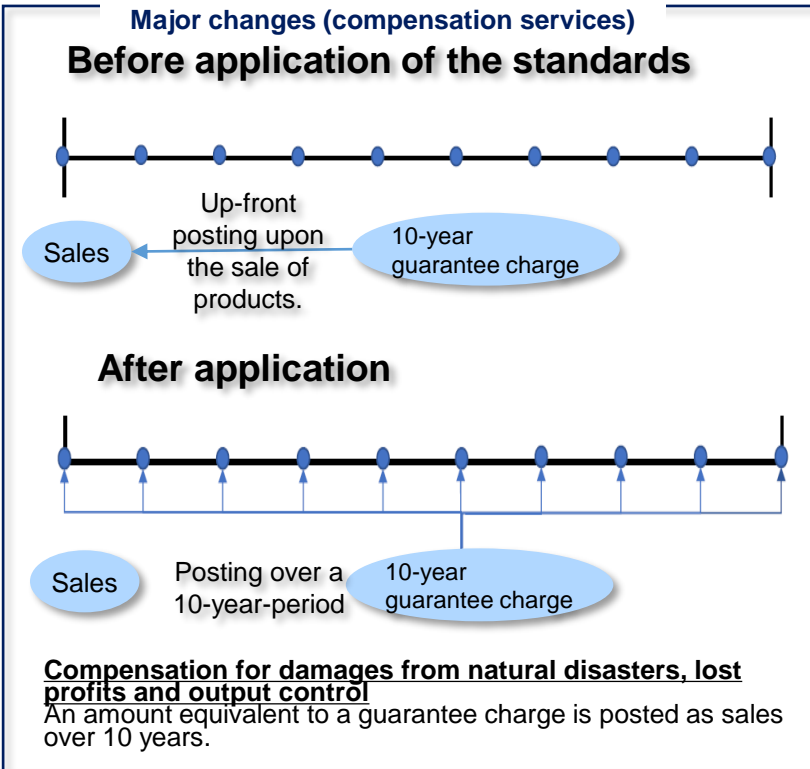 Major changes (compensation services)
Before application of the standards
Sales
Up-front
posting upon
the sale of
products.
10-year
guarantee charge
After application
Sales
Posting over a
10-year-period
10-year
guarantee charge
Compensation for damages from natural disasters, lost
profits and output control
An amount equivalent to a guarantee charge is posted as sales
over 10 years.